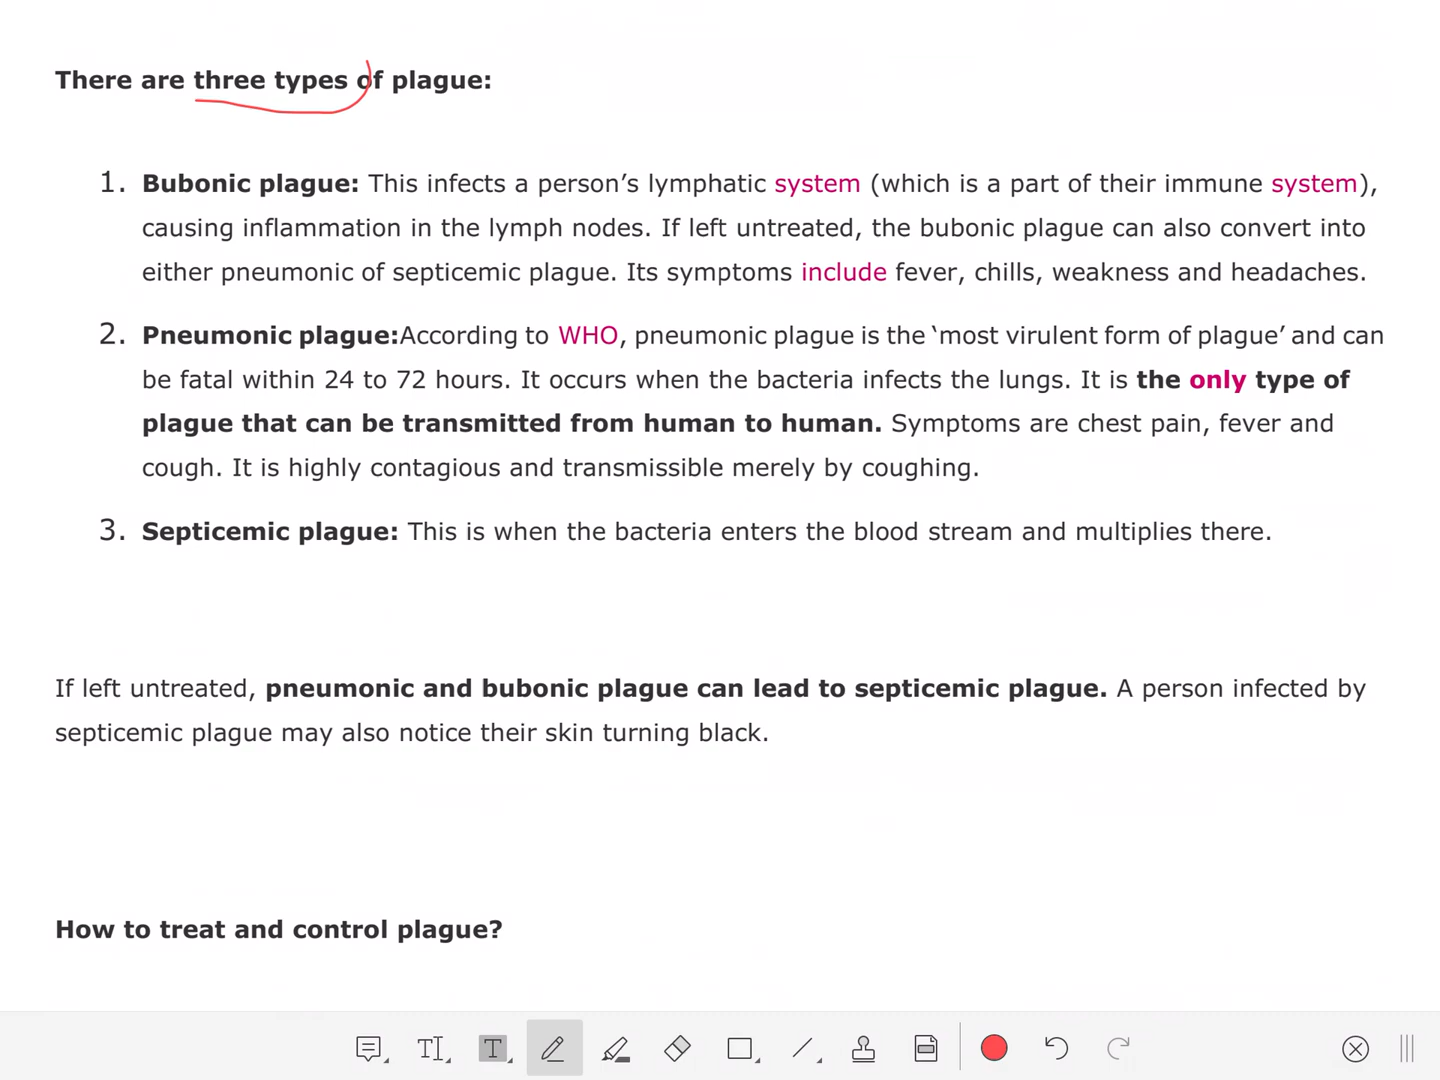 There are three types of plague:
1. Bubonic plague: This infects a person’s lymphatic system (which is a part of their immune system),
causing inflammation in the lymph nodes. If left untreated, the bubonic plague can also convert into
either pneumonic of septicemic plague. Its symptoms include fever, chills, weakness and headaches.
2. Pneumonic plague:According to WHO, pneumonic plague is the ‘most virulent form of plague’ and can
be fatal within 24 to 72 hours. It occurs when the bacteria infects the lungs. It is the only type of
plague that can be transmitted from human to human. Symptoms are chest pain, fever and
cough. It is highly contagious and transmissible merely by coughing.
3. Septicemic plague: This is when the bacteria enters the blood stream and multiplies there.
If left untreated, pneumonic and bubonic plague can lead to septicemic plague. A person infected by
septicemic plague may also notice their skin turning black.
How to treat and control plague?